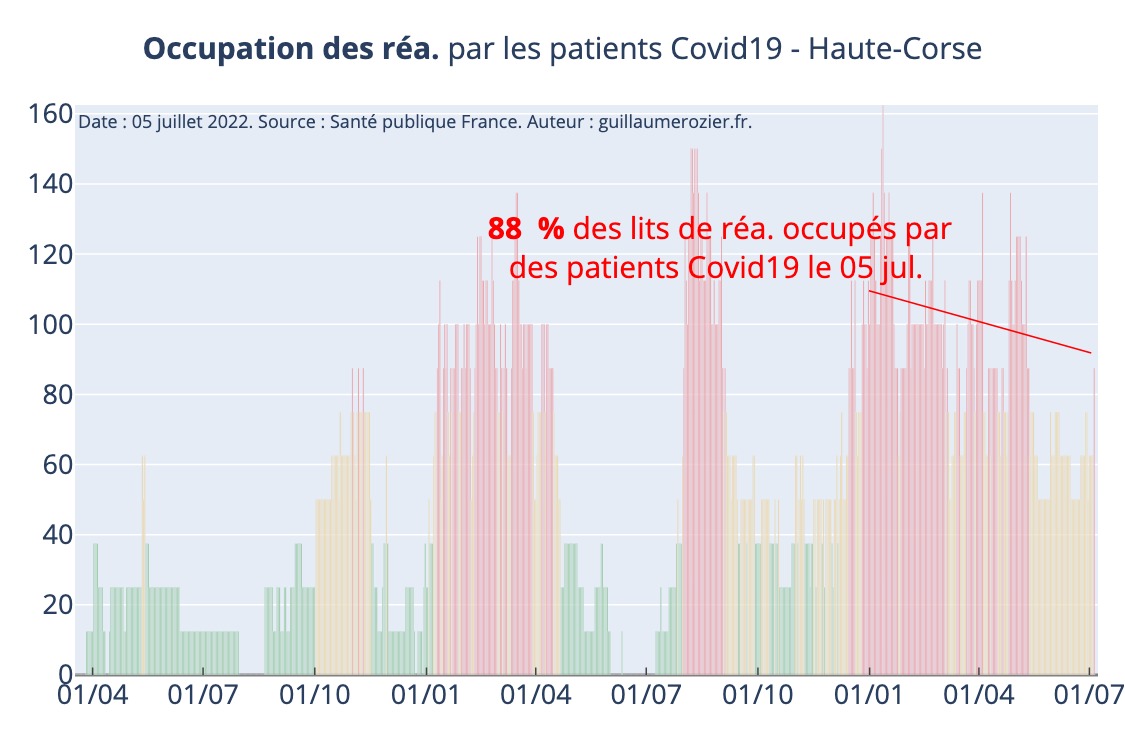 Occupation des réa. par les patients Covid19 - Haute-Corse
160
Date : 05 juillet 2022. Source : Santé publique France. Auteur : guillaumerozier.fr.
140
88 % des lits de réa. occupés par
120
des patients Covid19 le 05 jul.
100
80
60
40
20
0
01/04 01/07 01/10 01/01 01/04 01/07 01/10 01/01 01/04 01/07